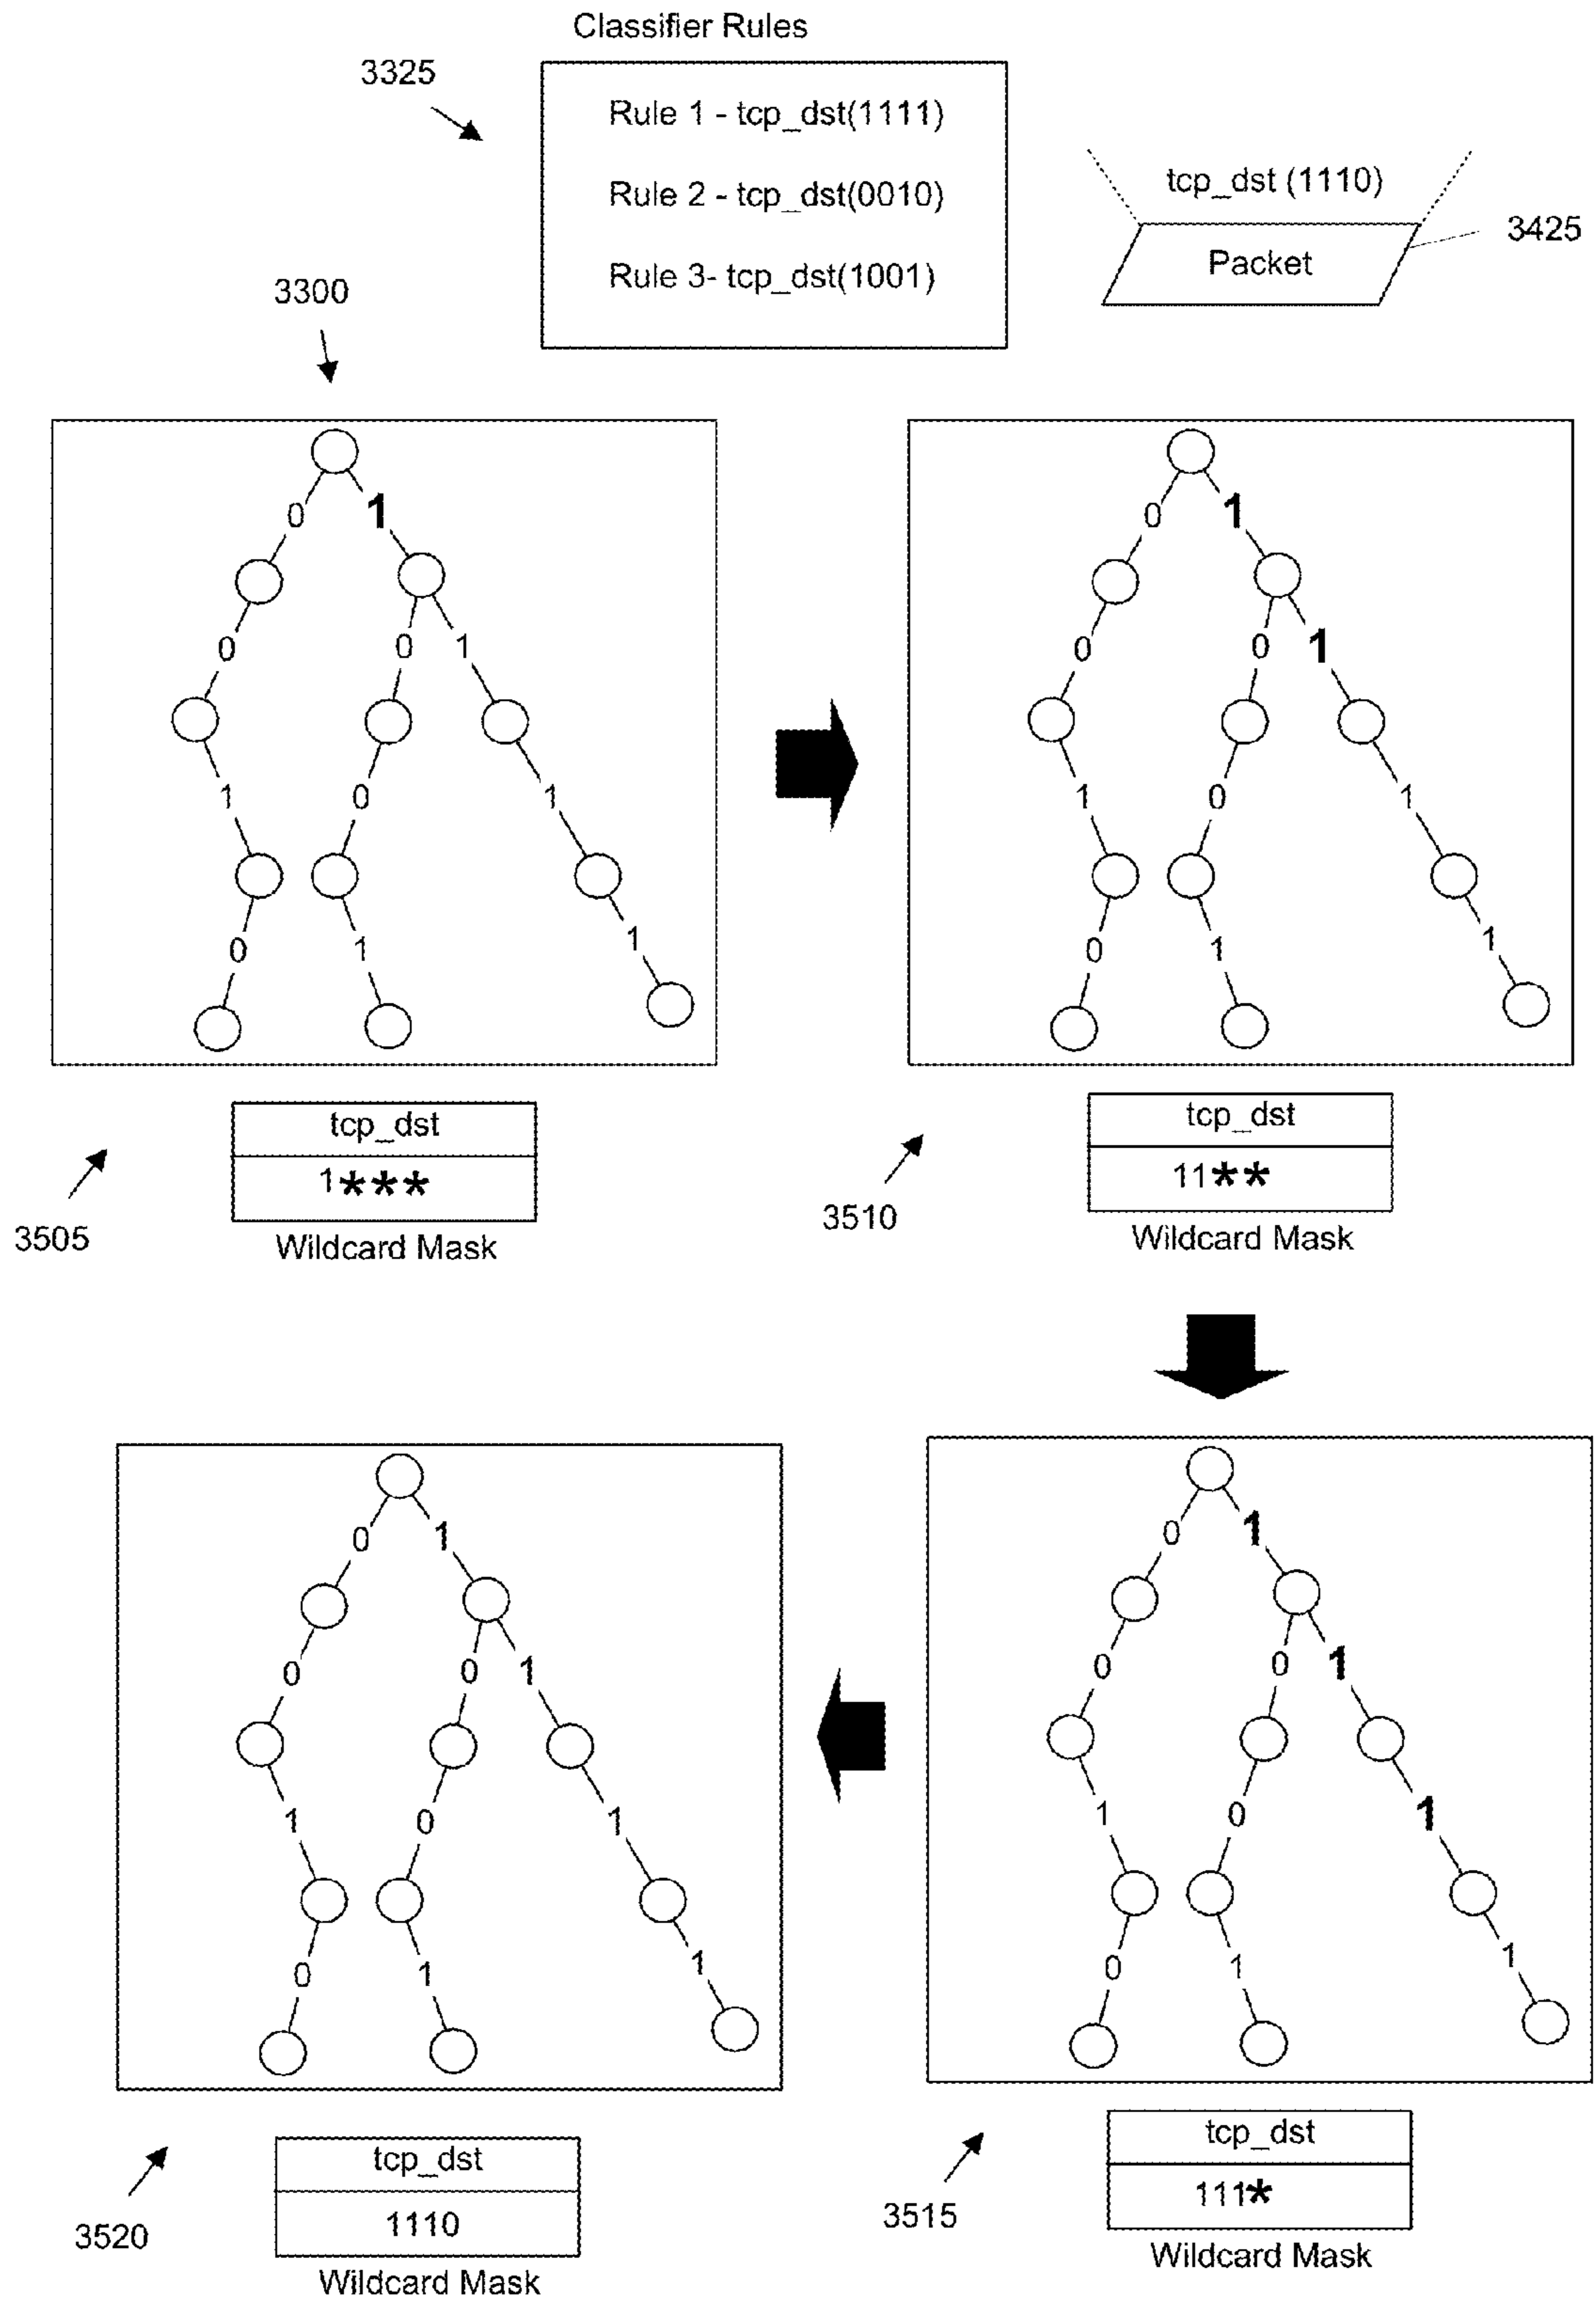 Classifier Rules
3325
Rule 1 - tcp_dst(1111)
Rule 2 - tcp_dst(0010)
Rule 3- tcp_dst(1001)
tcp_dst (1110)
Packet
3425
3300
0 1
0 0 1
1 0 1
0 1 1
tcp_dst
1***
Wildcard Mask
3505
0 1
0 0 1
1 0 1
0 1 1
tcp_dst
11**
Wildcard Mask
3510
0 1
0 0 1
1 0 1
0 1 1
tcp_dst
111*
Wildcard Mask
3515
0 1
0 0 1
1 0 1
0 1 1
tcp_dst
1110
Wildcard Mask
3520